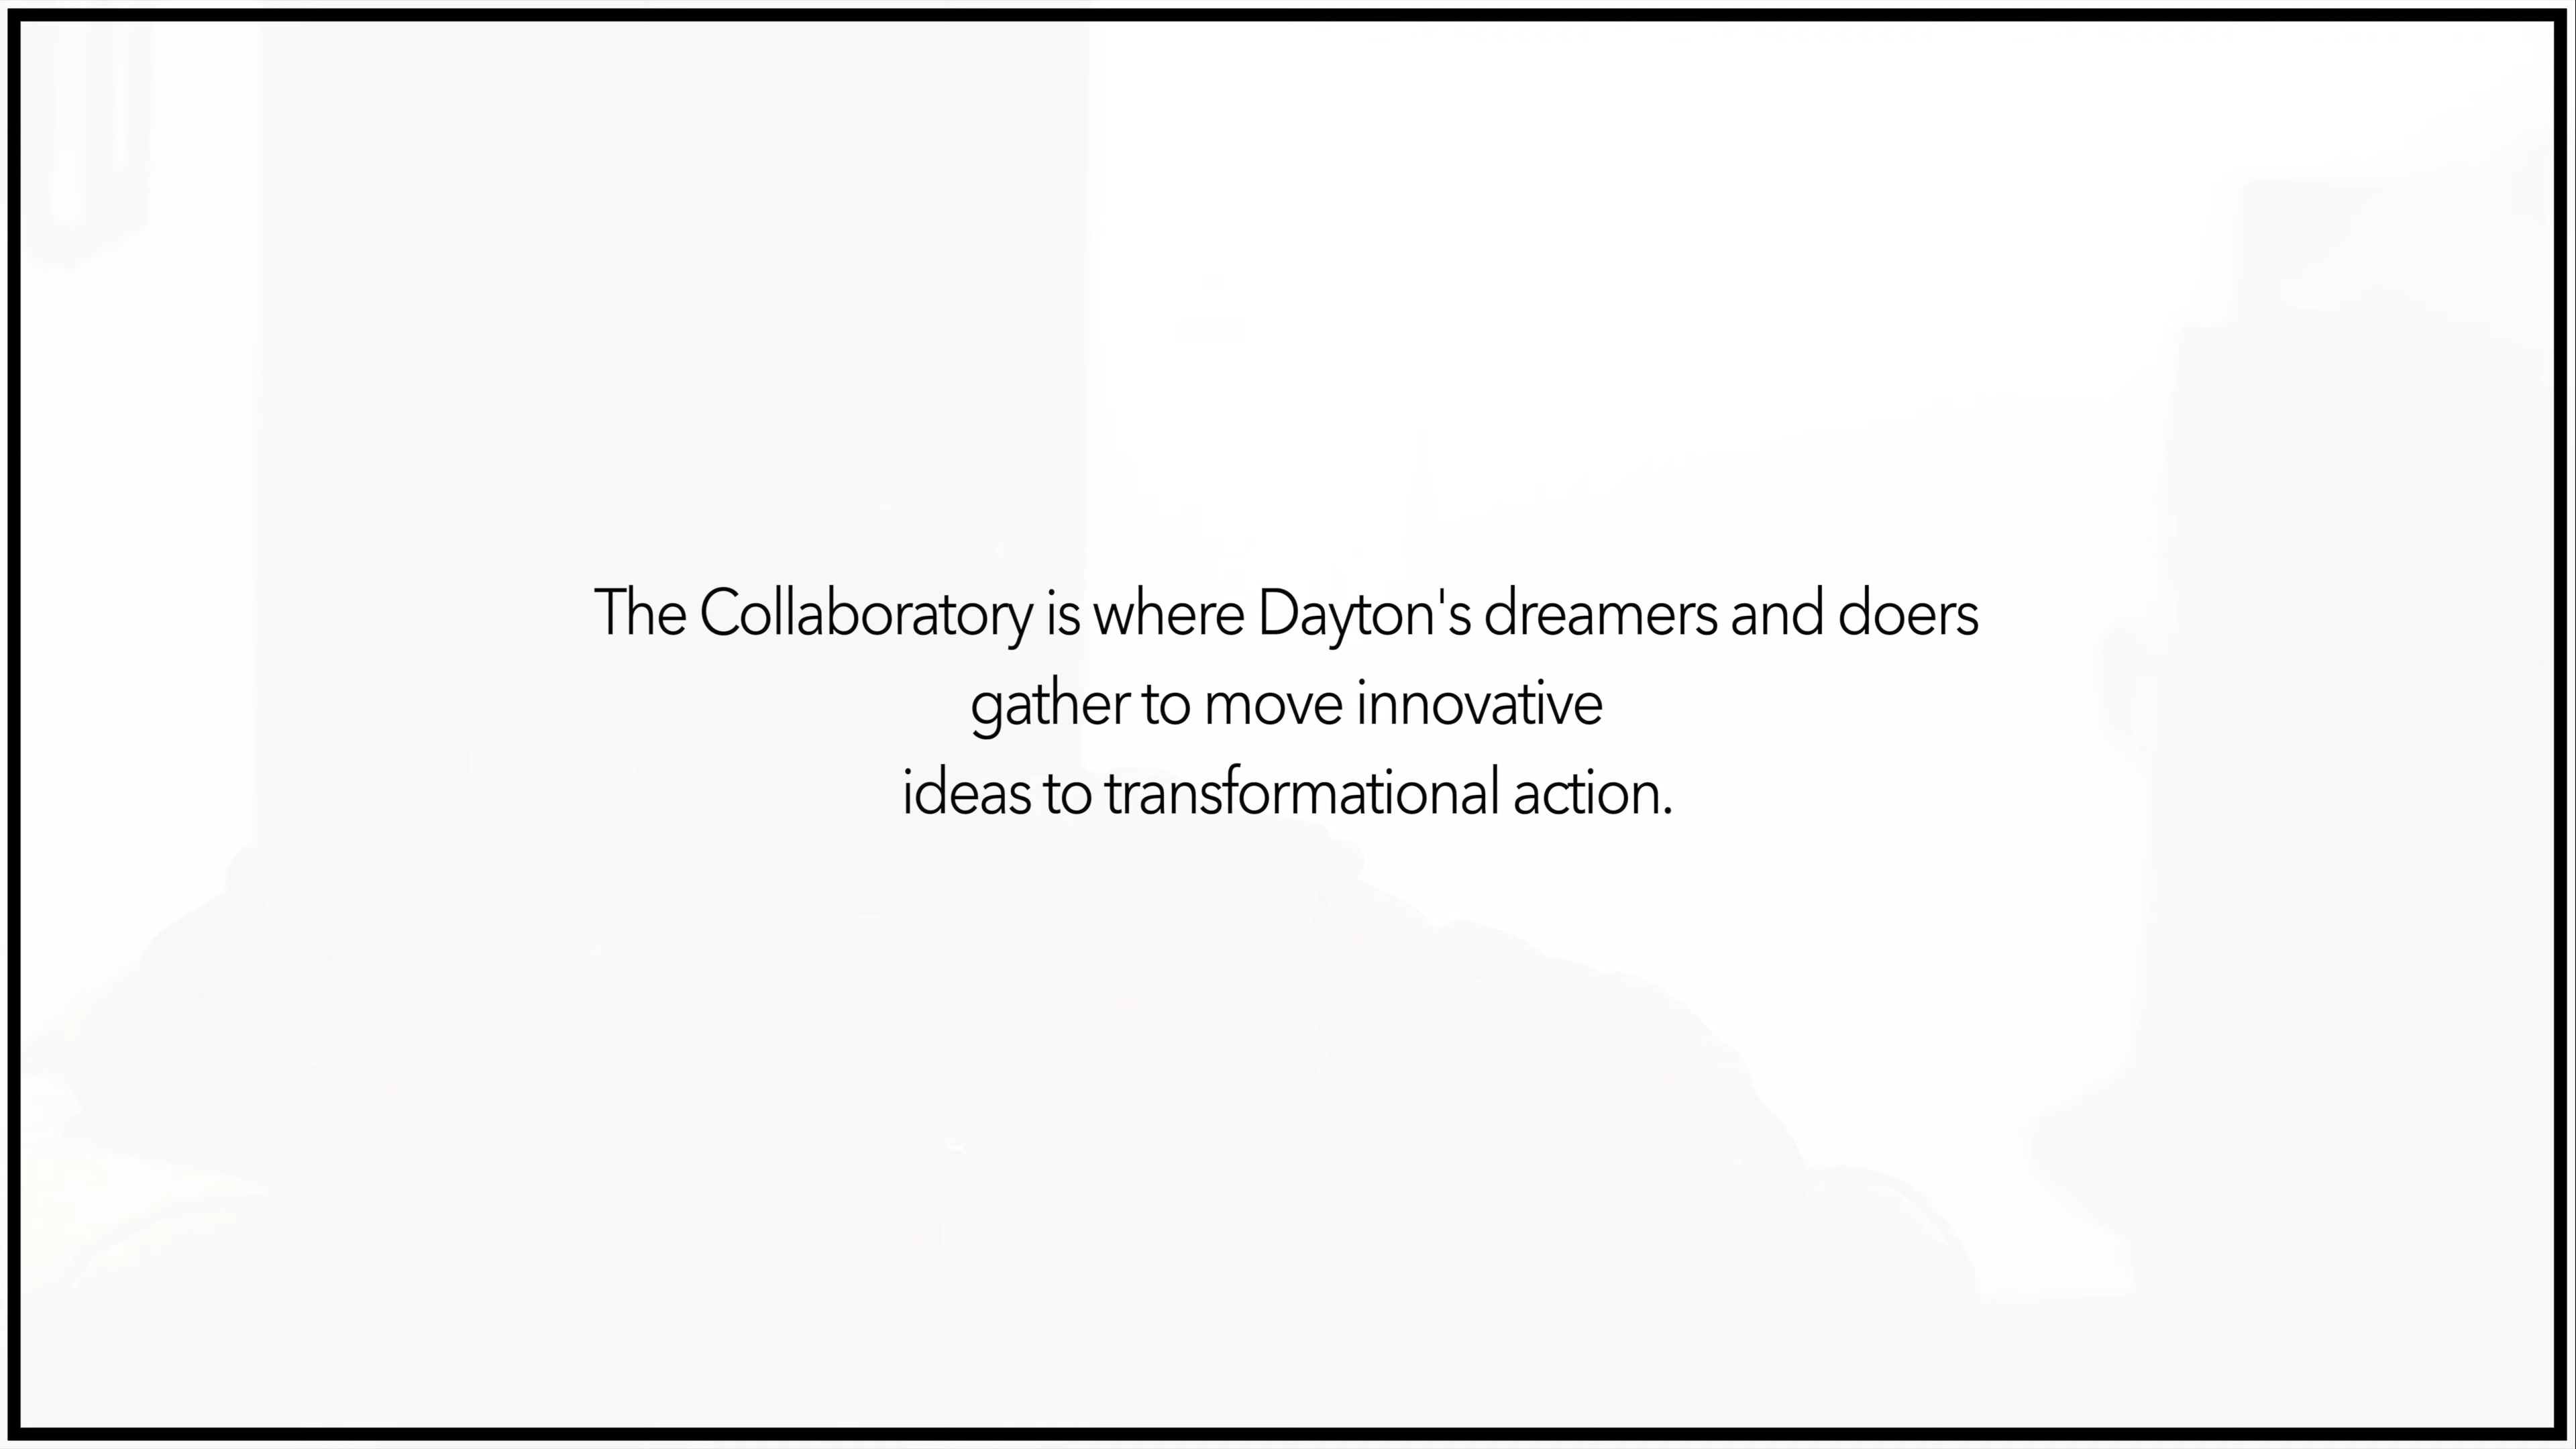 The Collaboratory is where Dayton's dreamers and doers
gather to move innovative
ideas to transformational action.